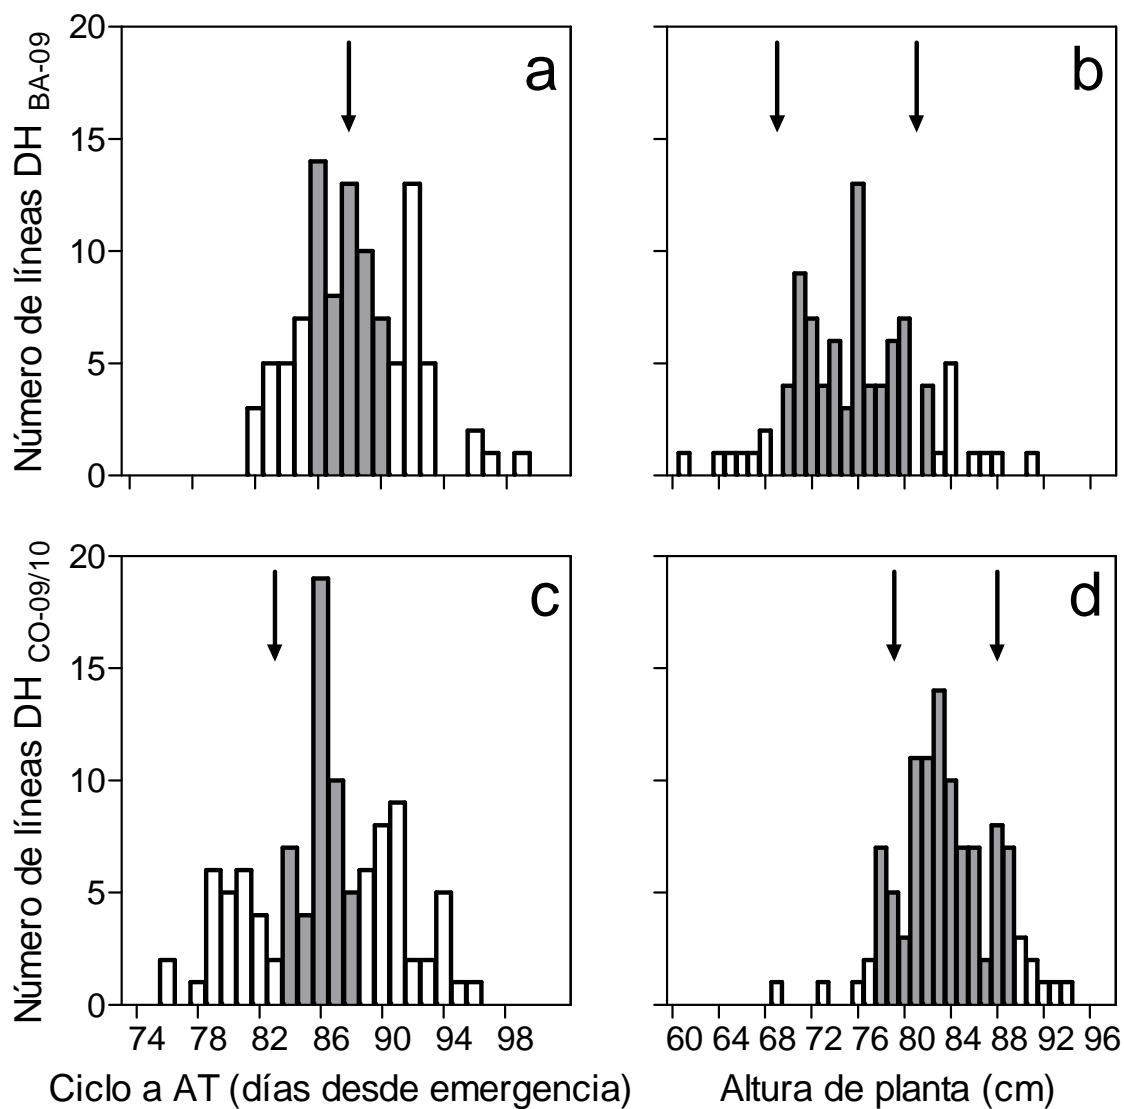 20
15
10
5
0
Número de líneas DH BA-09
a
b
20
15
10
5
0
Número de líneas DH CO-09/10
c
d
74 78 82 86 90 94 98
60 64 68 72 76 80 84 88 92 96
Ciclo a AT (días desde emergencia)
Altura de planta (cm)